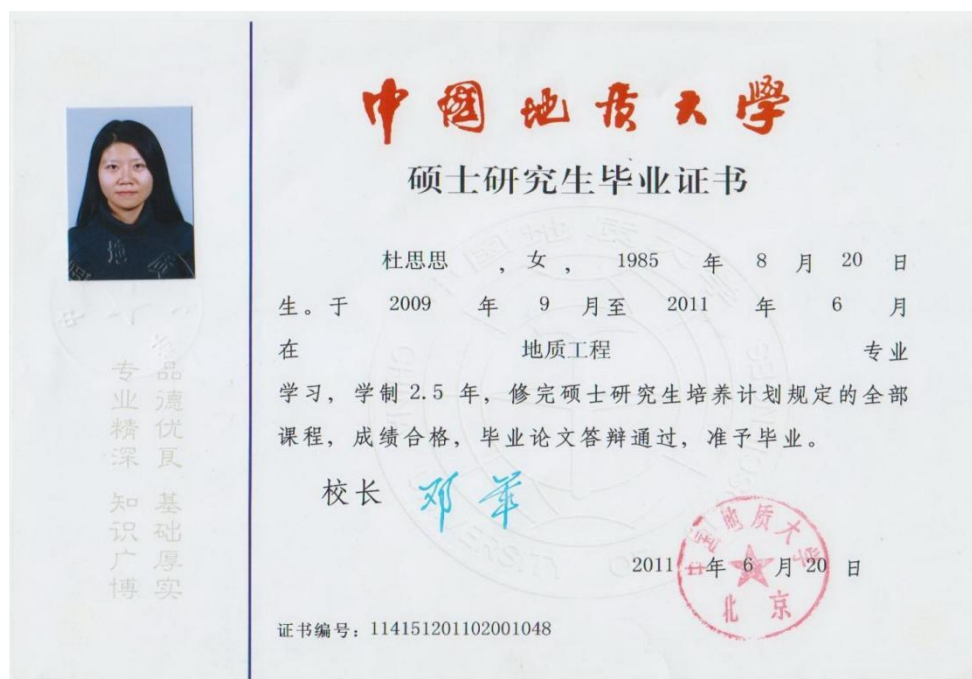 中國地质大學
硕士研究生毕业证书
杜思思 ，女， 1985 年 8 月 20 日
生。于 2009 年 9 月至 2011 年 6 月
在 地质工程 专业
学习，学制 2.5 年，修完硕士研究生培养计划规定的全部
课程，成绩合格，毕业论文答辩通过，准予毕业。
校长 邓军
2011 年 6 月 20 日
中国地质大学
北京
证书编号：114151201102001048
品德优良 基础厚实
专业精深 知识广博